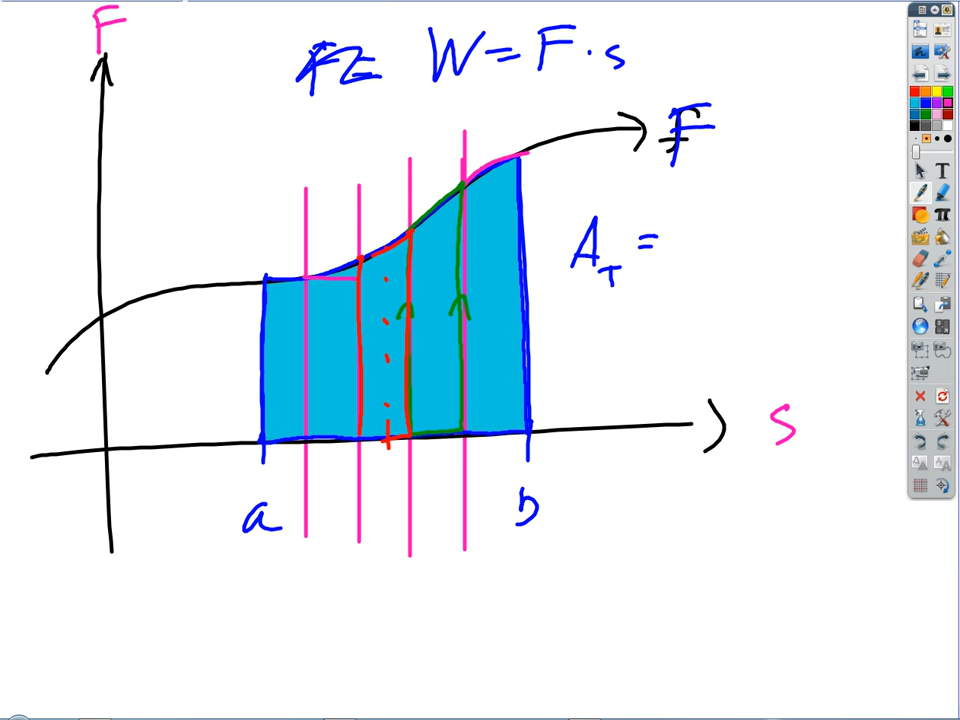 F
W = F · s
F
A_T =
s
a b